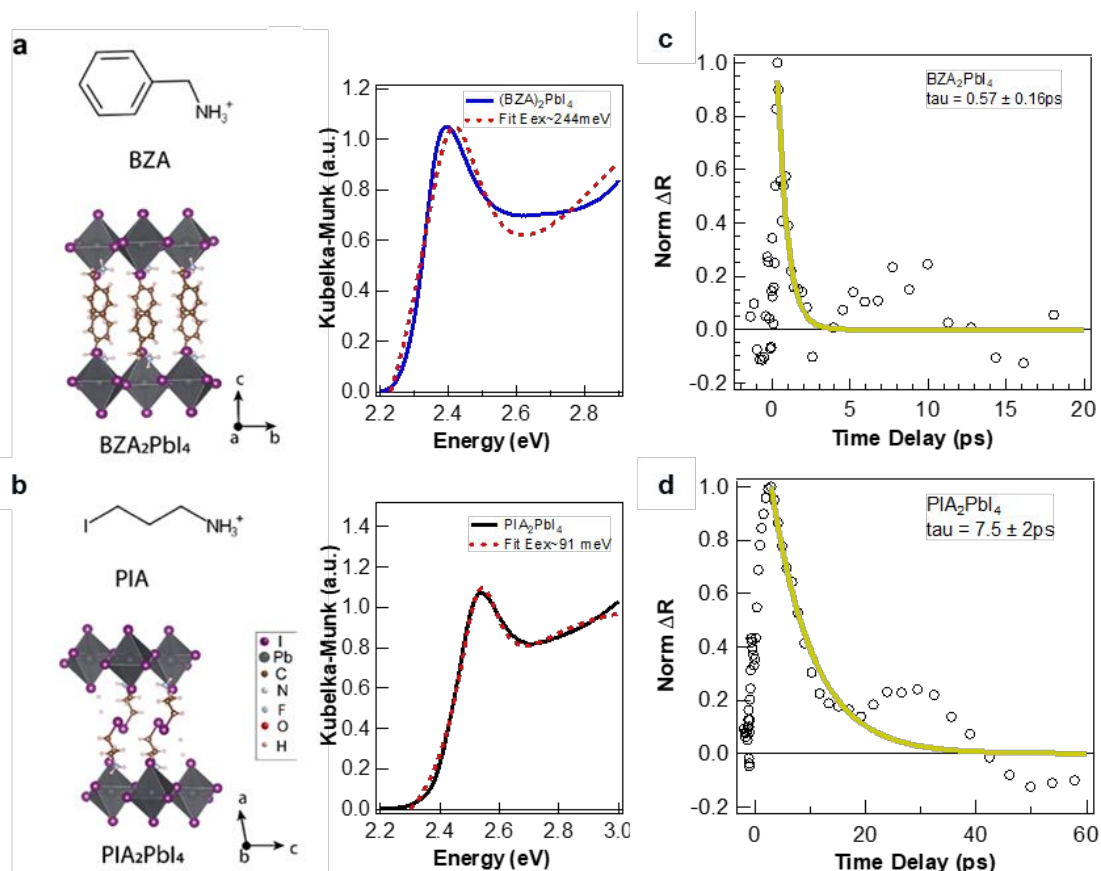 a
NH₃⁺
BZA
c
a
b
BZA₂PbI₄
Kubelka-Munk (a.u.)
(BZA)₂PbI₄
Fit Eex~244meV
1.2
1.0
0.8
0.6
0.4
0.2
0.0
2.2
2.4
2.6
2.8
Energy (eV)
c
Norm ΔR
BZA₂PbI₄
tau = 0.57 ± 0.16ps
1.0
0.8
0.6
0.4
0.2
0.0
-0.2
0
5
10
15
20
Time Delay (ps)
b
I
NH₃⁺
PIA
I
Pb
C
N
F
O
H
a
b
c
PIA₂PbI₄
Kubelka-Munk (a.u.)
PIA₂PbI₄
Fit Eex~91 meV
1.4
1.2
1.0
0.8
0.6
0.4
0.2
0.0
2.2
2.4
2.6
2.8
3.0
Energy (eV)
d
Norm ΔR
PIA₂PbI₄
tau = 7.5 ± 2ps
1.0
0.8
0.6
0.4
0.2
0.0
-0.2
0
20
40
60
Time Delay (ps)